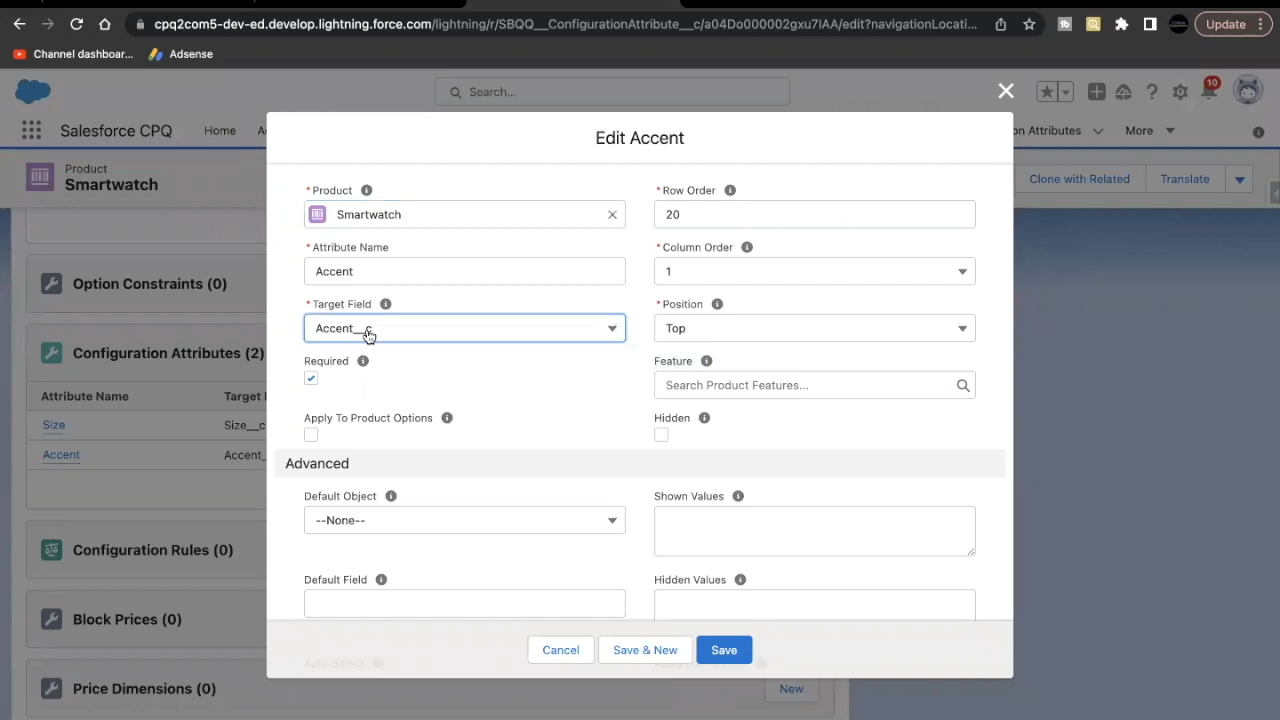 cpq2com5-dev-ed.develop.lightning.force.com/lightning/r/SBQQ__ConfigurationAttribute__c/a04Do000002gxu7IAA/edit?navigationLocati...
Update
Channel dashboar...
Adsense
Search...
10
Salesforce CPQ
Home
on Attributes
More
Product
Smartwatch
Clone with Related
Translate
Edit Accent
*Product
Smartwatch
*Row Order
20
*Attribute Name
Accent
*Column Order
1
*Target Field
Accent__c
*Position
Top
Required
Feature
Search Product Features...
Apply To Product Options
Hidden
Advanced
Default Object
--None--
Shown Values
Default Field
Hidden Values
Cancel
Save & New
Save
Option Constraints (0)
Configuration Attributes (2)
Attribute Name
Size
Size__c
Accent
Accent_
Configuration Rules (0)
Block Prices (0)
Price Dimensions (0)
Auto-Select
New